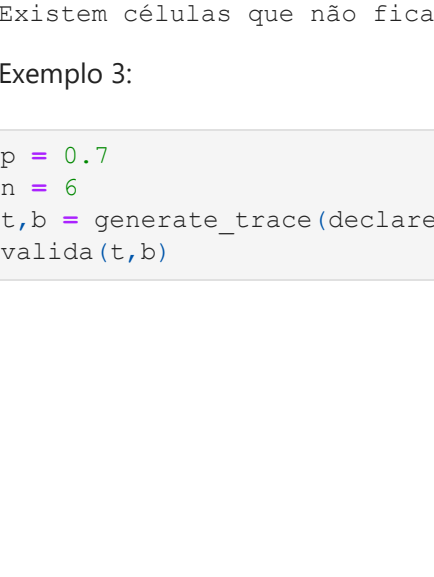 Existem células que não fica
Exemplo 3:
p = 0.7
n = 6
t,b = generate_trace(declare
valida(t,b)